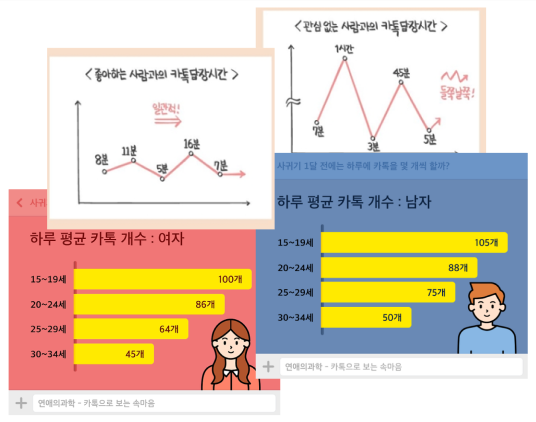 <좋아하는 사람과의 카톡답장시간>
일관적!
8분
11분
5분
16분
7분
<관심 없는 사람과의 카톡답장시간>
1시간
45분
들쭉날쭉!
7분
3분
5분
사귀
하루 평균 카톡 개수 : 여자
15~19세 100개
20~24세 86개
25~29세 64개
30~34세 45개
연애의과학 - 카톡으로 보는 속마음
사귀기 1달 전에는 하루에 카톡을 몇 개씩 할까?
하루 평균 카톡 개수 : 남자
15~19세 105개
20~24세 88개
25~29세 75개
30~34세 50개
연애의과학 - 카톡으로 보는 속마음